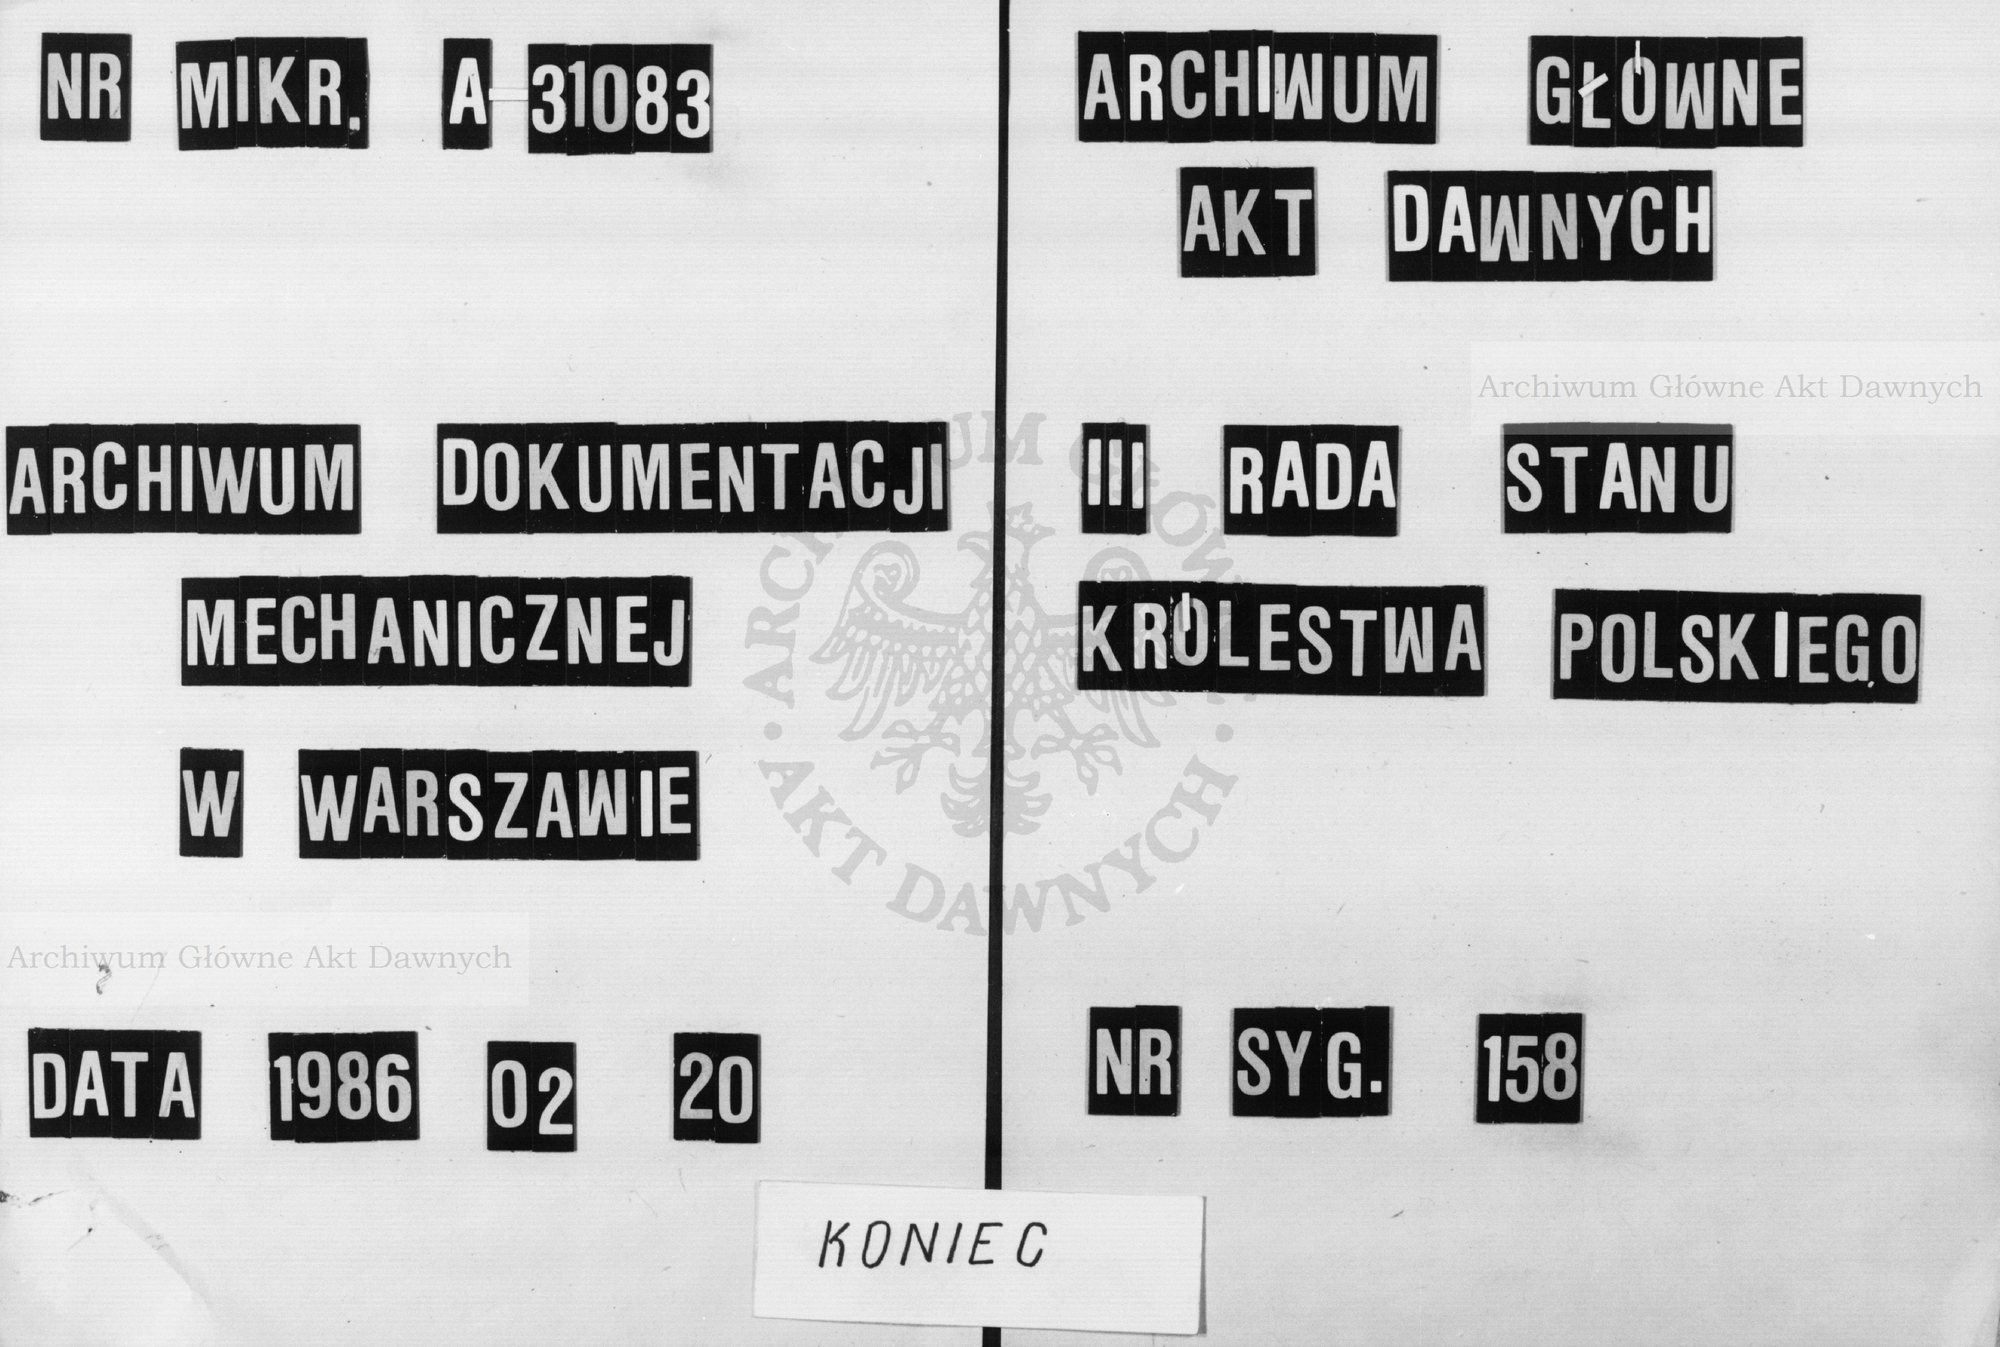 NR MIKR. A-31083
ARCHIWUM DOKUMENTACJI
MECHANICZNEJ
W WARSZAWIE
Archiwum Główne Akt Dawnych
DATA 1986 02 20
ARCHIWUM GŁÓWNE
AKT DAWNYCH
Archiwum Główne Akt Dawnych
III RADA STANU
KRÓLESTWA POLSKIEGO
NR SYG. 158
ARCHIWUM GŁÓWNE
AKT DAWNYCH
KONIEC